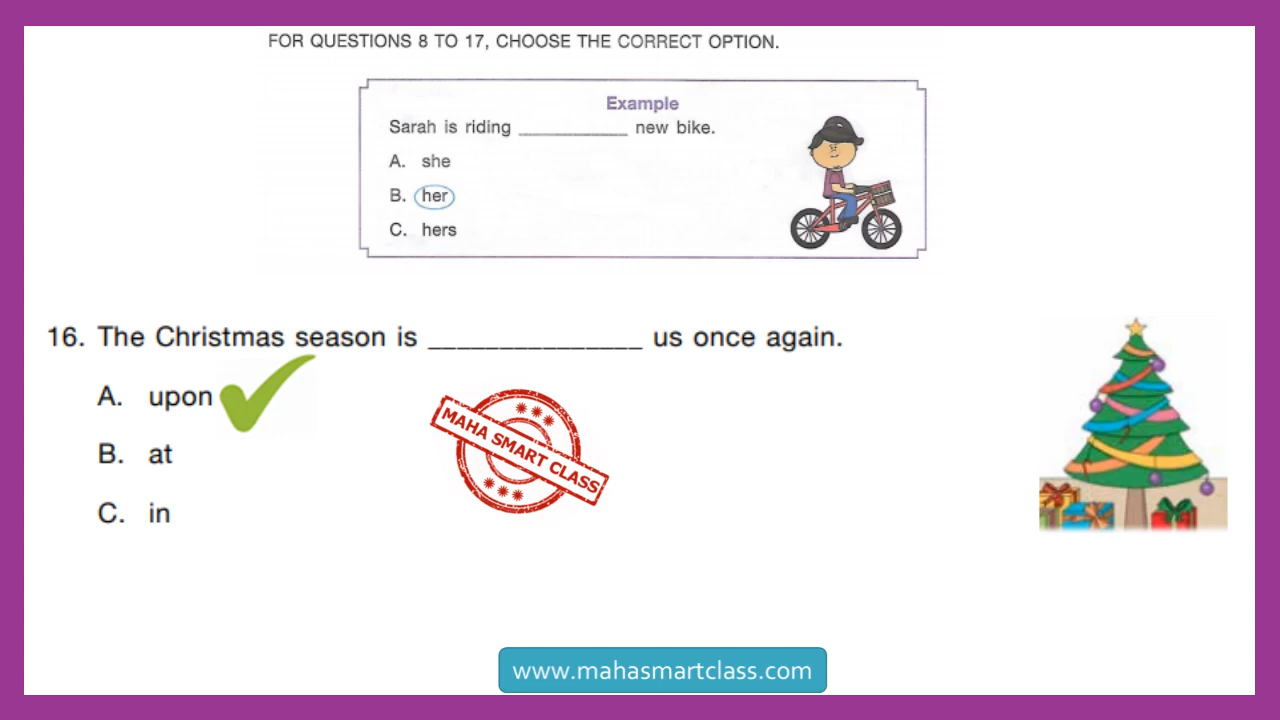 FOR QUESTIONS 8 TO 17, CHOOSE THE CORRECT OPTION.
Example
Sarah is riding ___________ new bike.
A. she
B. her
C. hers
16. The Christmas season is _______________ us once again.
A. upon
B. at
C. in
MAHA SMART CLASS
www.mahasmartclass.com